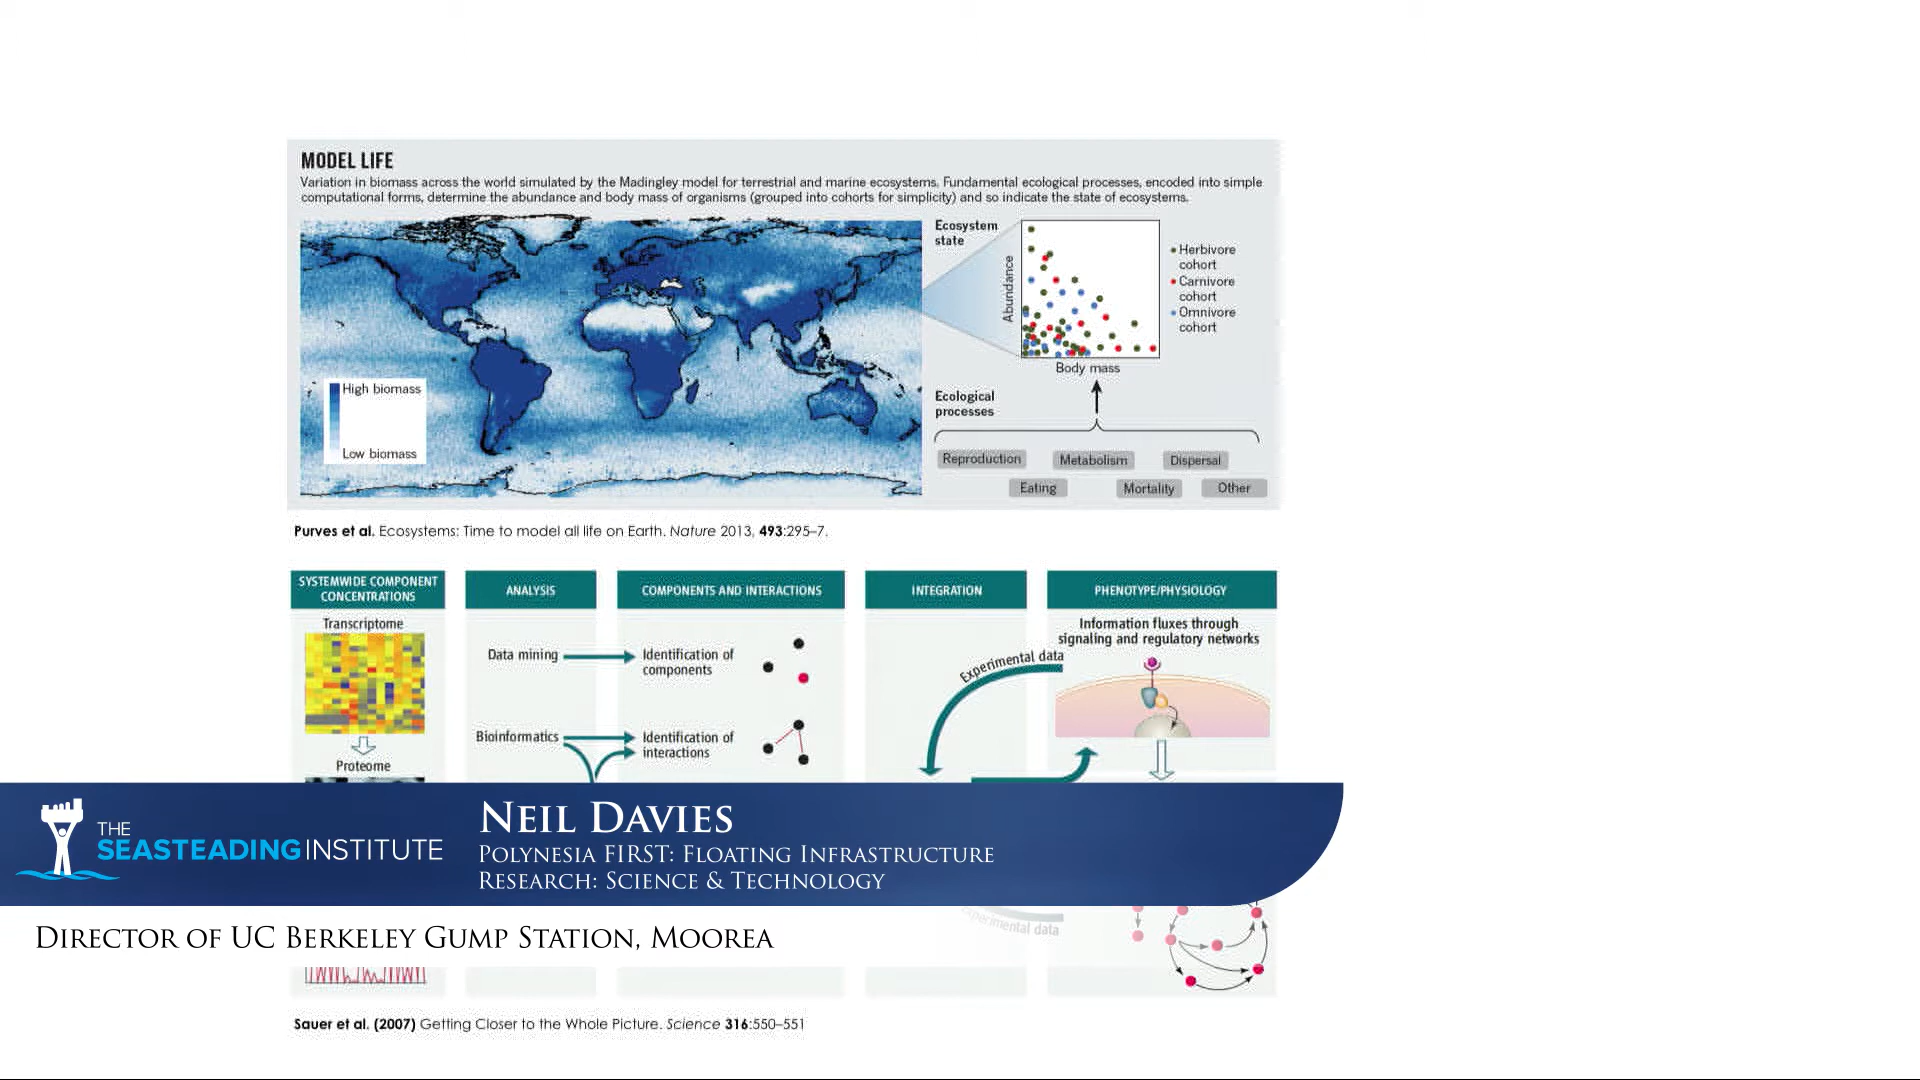 MODEL LIFE
Variation in biomass across the world simulated by the Madingley model for terrestrial and marine ecosystems. Fundamental ecological processes, encoded into simple
computational forms, determine the abundance and body mass of organisms (grouped into cohorts for simplicity) and so indicate the state of ecosystems.
High biomass
Low biomass
Ecosystem
state
Abundance
Body mass
Herbivore
cohort
Carnivore
cohort
Omnivore
cohort
Ecological
processes
Reproduction
Metabolism
Dispersal
Eating
Mortality
Other
Purves et al. Ecosystems: Time to model all life on Earth. Nature 2013, 493:295–7.
SYSTEMWIDE COMPONENT
CONCENTRATIONS
ANALYSIS
COMPONENTS AND INTERACTIONS
INTEGRATION
PHENOTYPE/PHYSIOLOGY
Transcriptome
Proteome
Data mining
Bioinformatics
Identification of
components
Identification of
interactions
Experimental data
Information fluxes through
signaling and regulatory networks
THE
SEASTEADING INSTITUTE
NEIL DAVIES
POLYNESIA FIRST: FLOATING INFRASTRUCTURE
RESEARCH: SCIENCE & TECHNOLOGY
DIRECTOR OF UC BERKELEY GUMP STATION, MOOREA
data
Sauer et al. (2007) Getting Closer to the Whole Picture. Science 316:550–551